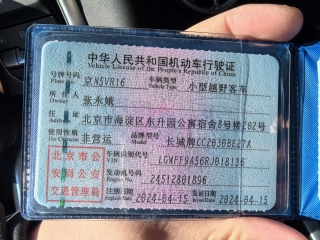 中华人民共和国机动车行驶证
Vehicle License of the People's Republic of China
号牌号码 京N5VR16 车辆类型 小型越野客车
Plate No.
所有人 张永娥
Owner
住址 北京市海淀区东升园公寓宿舍8号楼202号
Address
使用性质 非营运 品牌型号 长城牌CC2030BE2TA
北京市公安局公安交通管理局
车辆识别代号 LGWFF9A56RJ018136
发动机号码 24512801896
注册日期 2024-04-15 发证日期 2024-04-15